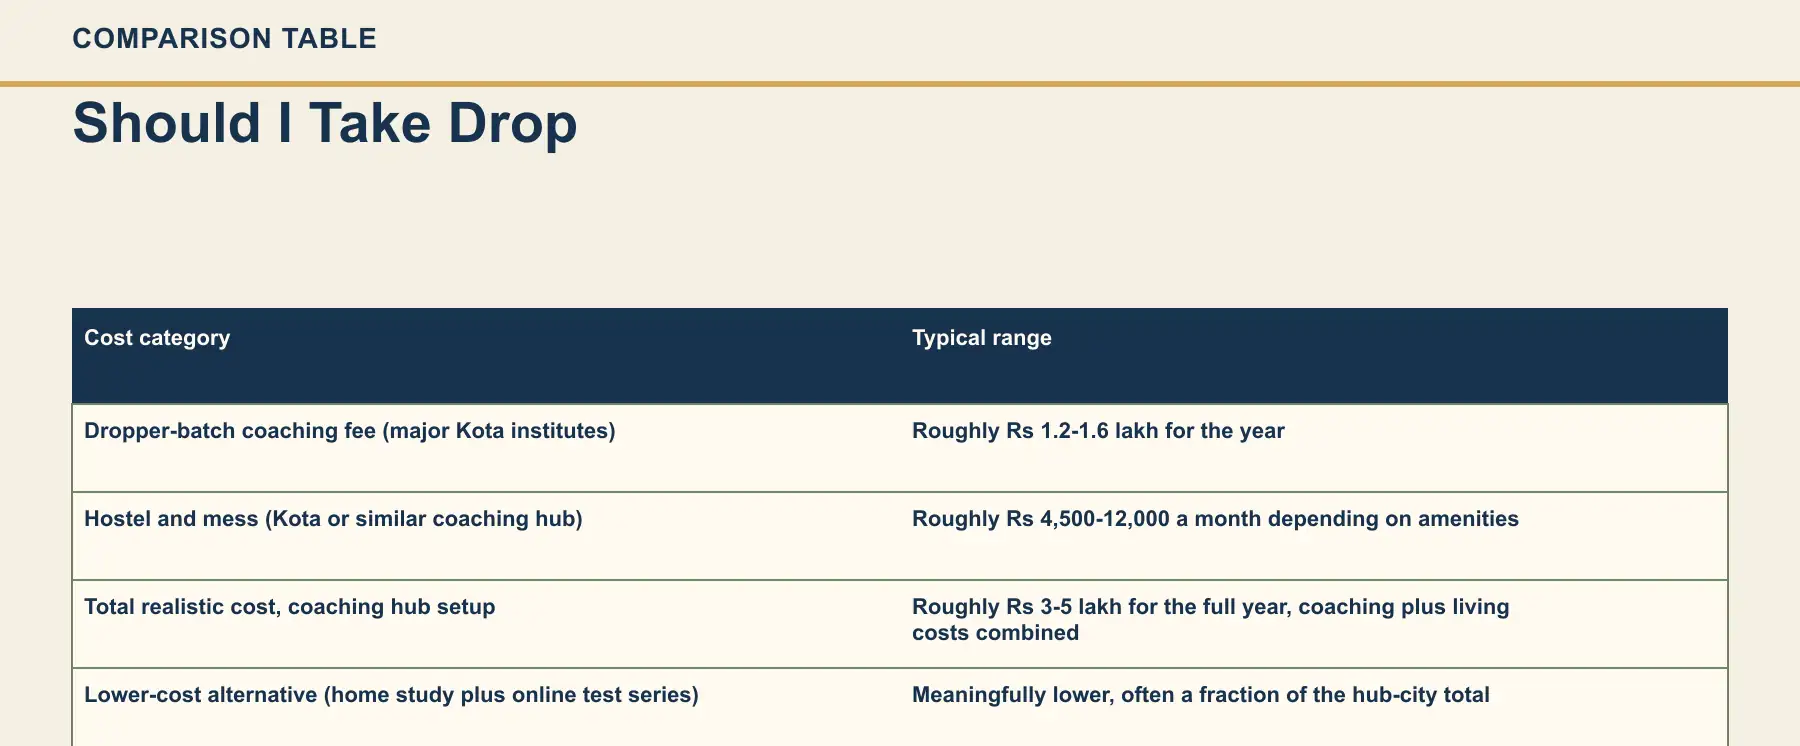 COMPARISON TABLE
Should I Take Drop
Cost category
Typical range
Dropper-batch coaching fee (major Kota institutes)
Roughly Rs 1.2-1.6 lakh for the year
Hostel and mess (Kota or similar coaching hub)
Roughly Rs 4,500-12,000 a month depending on amenities
Total realistic cost, coaching hub setup
Roughly Rs 3-5 lakh for the full year, coaching plus living
costs combined
Lower-cost alternative (home study plus online test series)
Meaningfully lower, often a fraction of the hub-city total